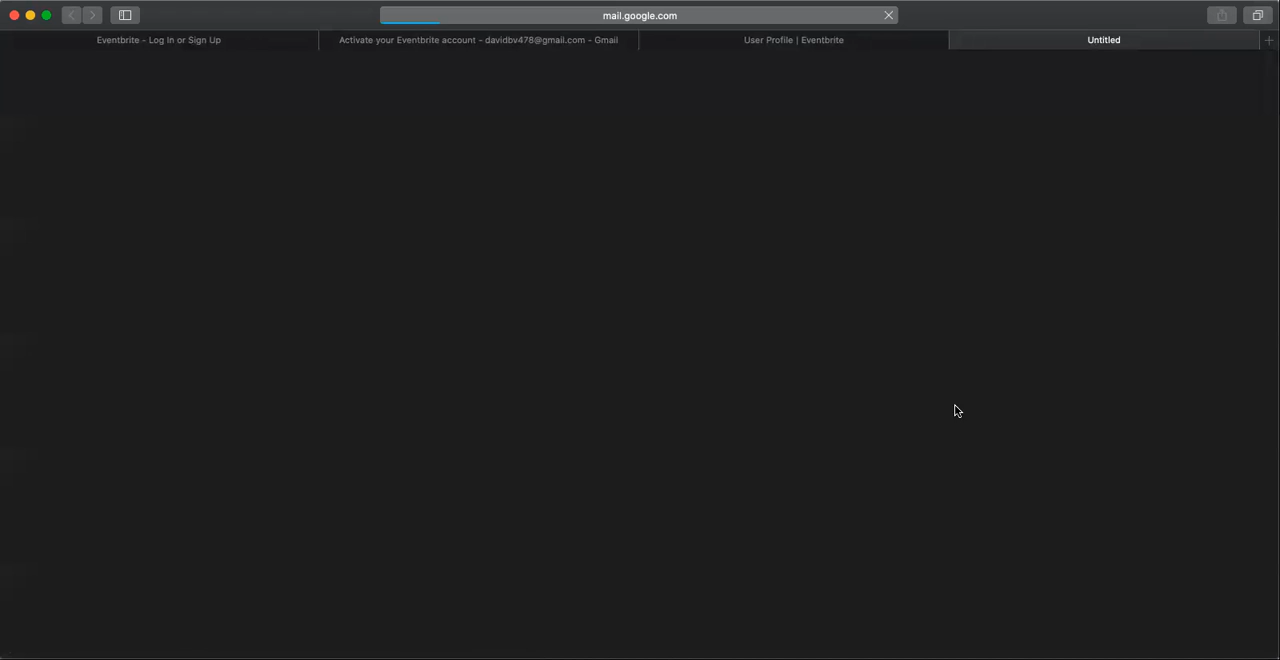 mail.google.com
Eventbrite - Log In or Sign Up
Activate your Eventbrite account - davidbv478@gmail.com - Gmail
User Profile | Eventbrite
Untitled